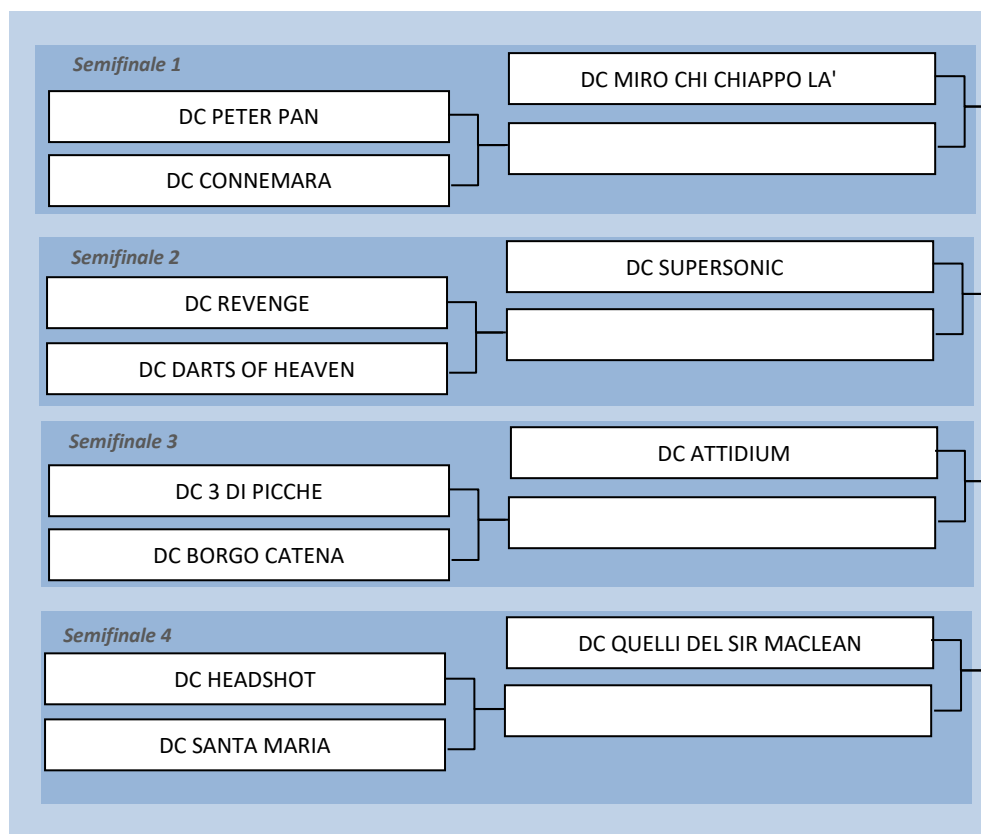 Semifinale 1
DC MIRO CHI CHIAPPO LA'
DC PETER PAN
DC CONNEMARA
Semifinale 2
DC SUPERSONIC
DC REVENGE
DC DARTS OF HEAVEN
Semifinale 3
DC ATTIDIUM
DC 3 DI PICCHE
DC BORGO CATENA
Semifinale 4
DC QUELLI DEL SIR MACLEAN
DC HEADSHOT
DC SANTA MARIA